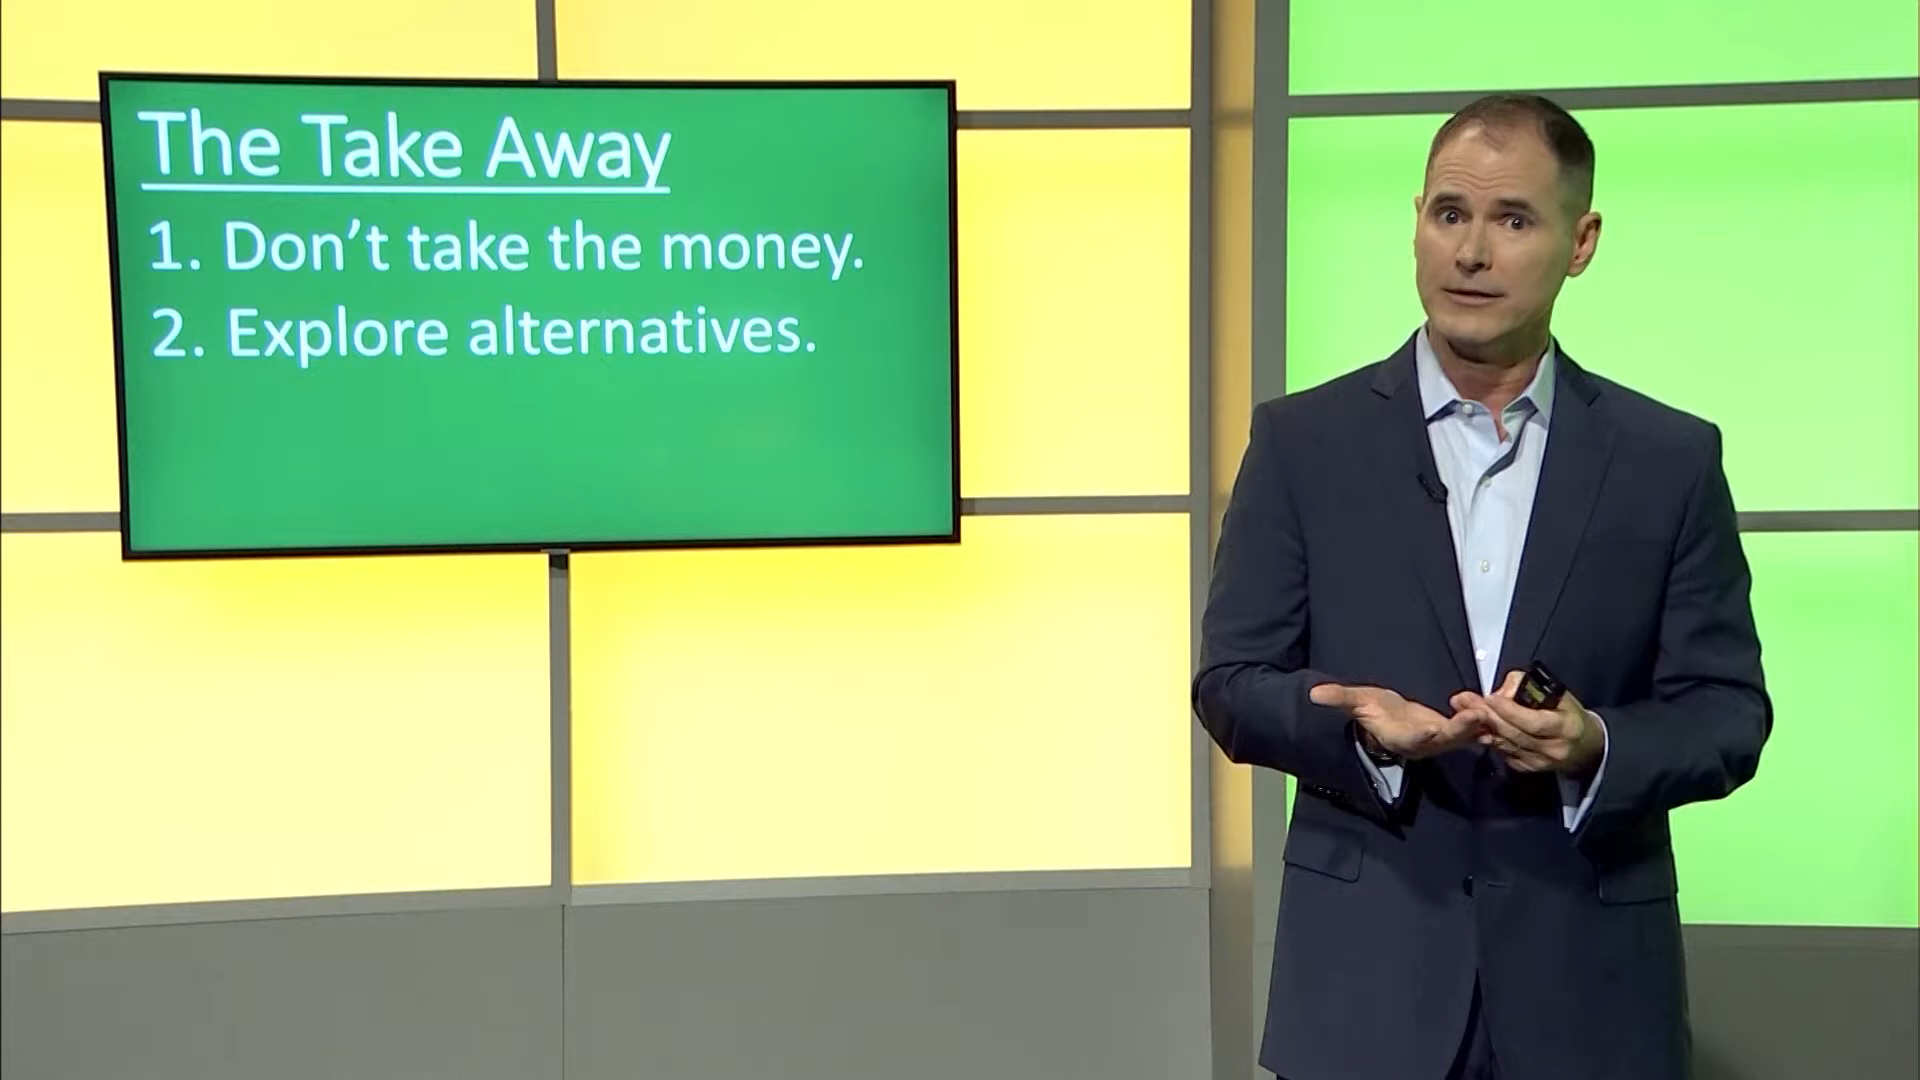 The Take Away
1. Don’t take the money.
2. Explore alternatives.